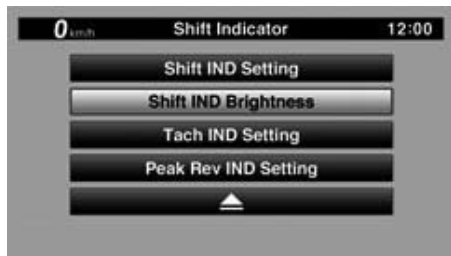 0 km/h Shift Indicator 12:00
Shift IND Setting
Shift IND Brightness
Tach IND Setting
Peak Rev IND Setting